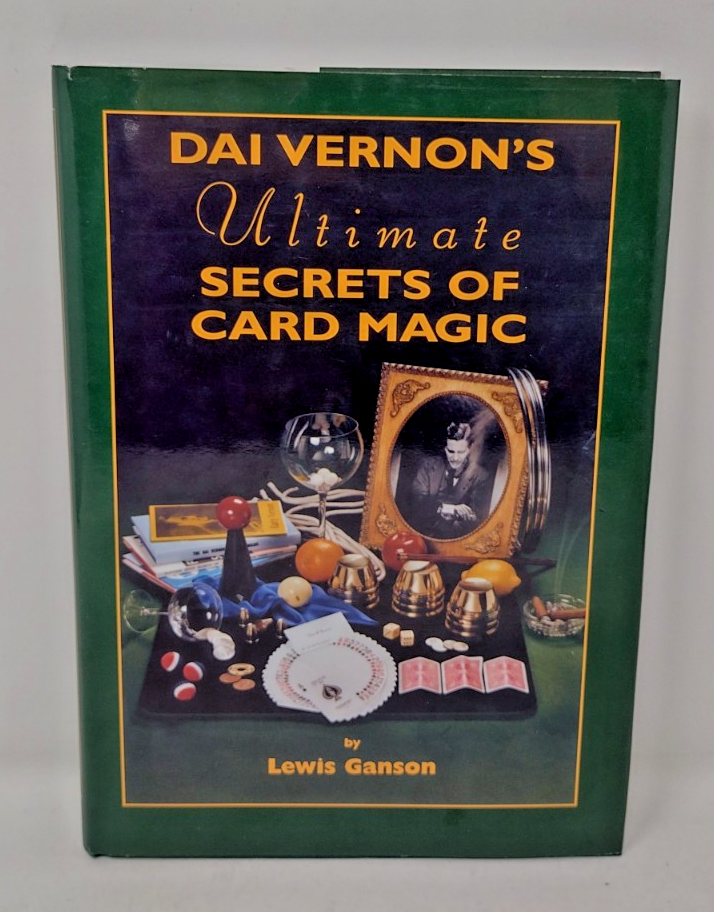 DAI VERNON'S
Ultimate
SECRETS OF
CARD MAGIC
by
Lewis Ganson